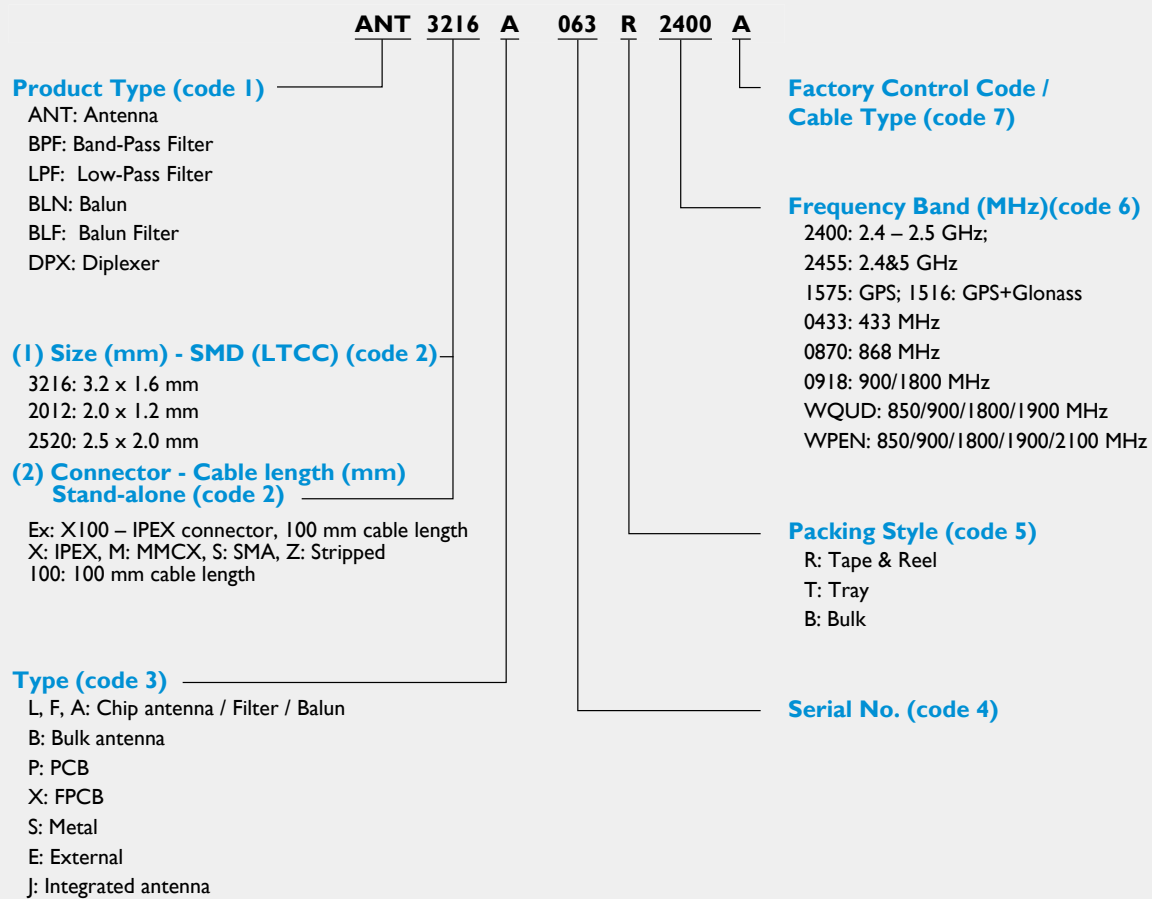 ANT 3216 A 063 R 2400 A
Product Type (code 1)
ANT: Antenna
BPF: Band-Pass Filter
LPF: Low-Pass Filter
BLN: Balun
BLF: Balun Filter
DPX: Diplexer
(1) Size (mm) - SMD (LTCC) (code 2)
3216: 3.2 x 1.6 mm
2012: 2.0 x 1.2 mm
2520: 2.5 x 2.0 mm
(2) Connector - Cable length (mm)
Stand-alone (code 2)
Ex: X100 – IPEX connector, 100 mm cable length
X: IPEX, M: MMCX, S: SMA, Z: Stripped
100: 100 mm cable length
Type (code 3)
L, F, A: Chip antenna / Filter / Balun
B: Bulk antenna
P: PCB
X: FPCB
S: Metal
E: External
J: Integrated antenna
Factory Control Code /
Cable Type (code 7)
Frequency Band (MHz)(code 6)
2400: 2.4 – 2.5 GHz;
2455: 2.4&5 GHz
1575: GPS; 1516: GPS+Glonass
0433: 433 MHz
0870: 868 MHz
0918: 900/1800 MHz
WQUD: 850/900/1800/1900 MHz
WPEN: 850/900/1800/1900/2100 MHz
Packing Style (code 5)
R: Tape & Reel
T: Tray
B: Bulk
Serial No. (code 4)